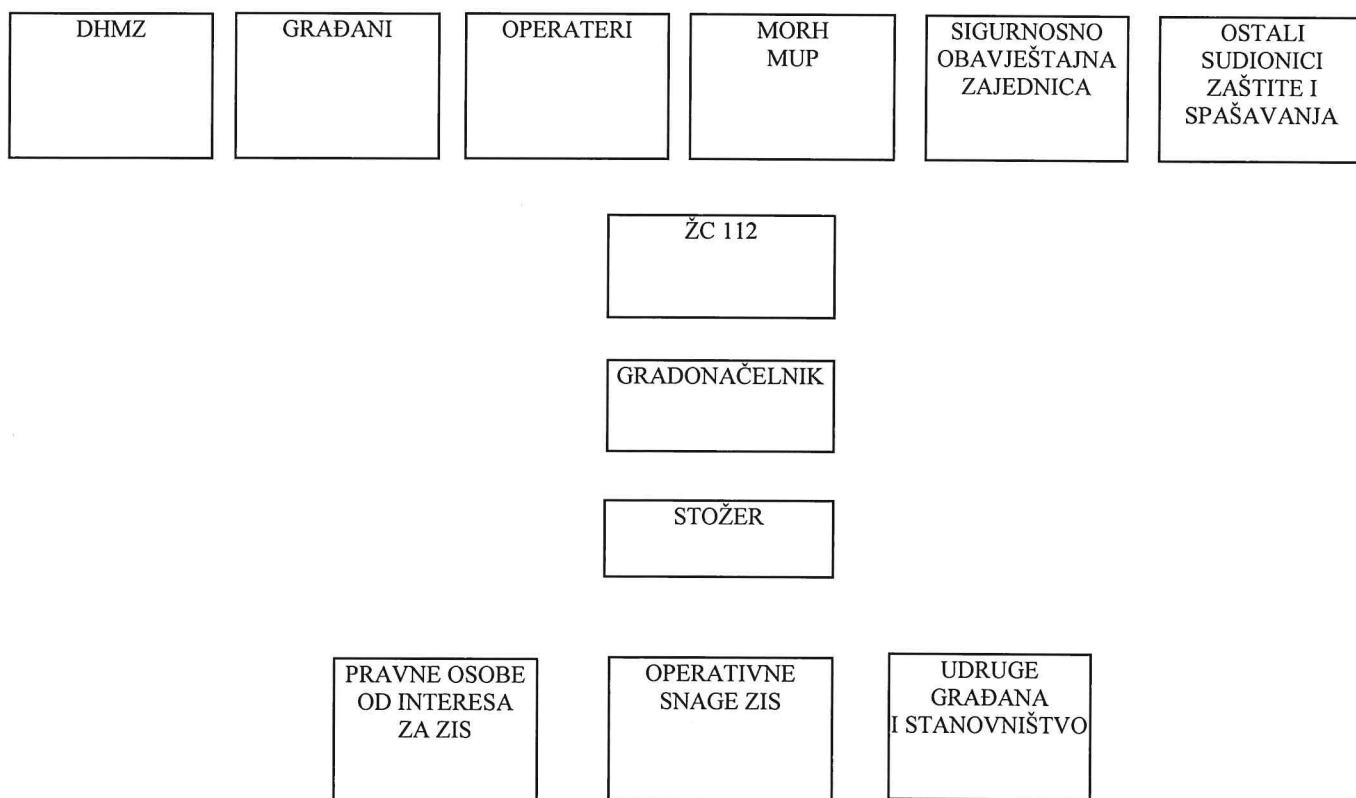 DHMZ
GRAĐANI
OPERATERI
MORH
MUP
SIGURNOSNO
OBAVJEŠTAJNA
ZAJEDNICA
OSTALI
SUDIONICI
ZAŠTITE I
SPAŠAVANJA
ŽC 112
GRADONAČELNIK
STOŽER
PRAVNE OSOBE
OD INTERESA
ZA ZIS
OPERATIVNE
SNAGE ZIS
UDRUGE
GRAĐANA
I STANOVNIŠTVO